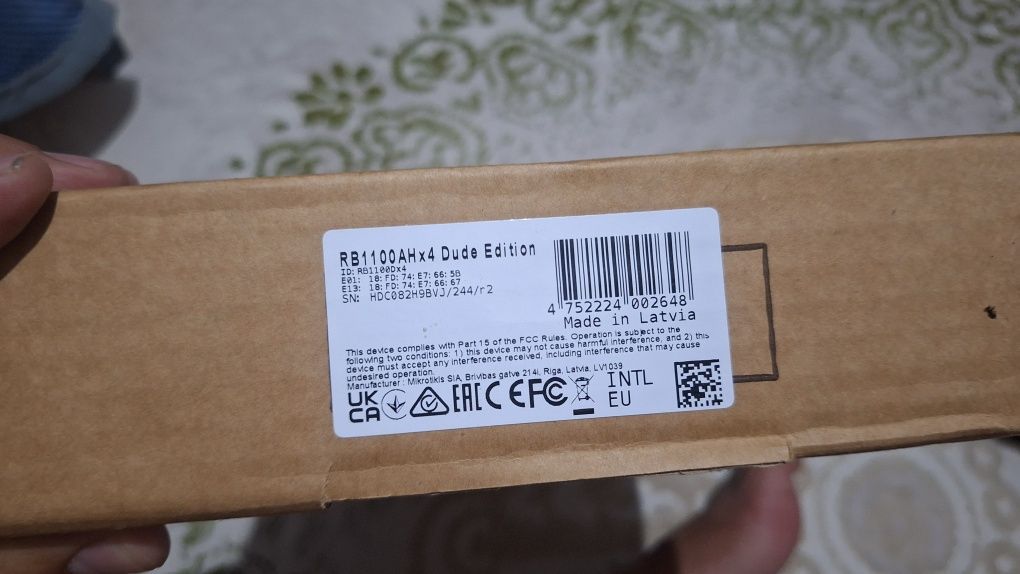 RB1100AHx4 Dude Edition
ID: RB1100Dx4
E01: 18:FD:74:E7:66:5B
E13: 18:FD:74:E7:66:67
SN: HDC082H9BVJ/244/r2
4 752224 002648
Made in Latvia
This device complies with Part 15 of the FCC Rules. Operation is subject to the
following two conditions: 1) this device may not cause harmful interference, and 2) this
device must accept any interference received, including interference that may cause
undesired operation.
Manufacturer: Mikrotikls SIA, Brivibas gatve 214i, Riga, Latvia, LV1039
UK
CA
EAC CE FC
INTL
EU